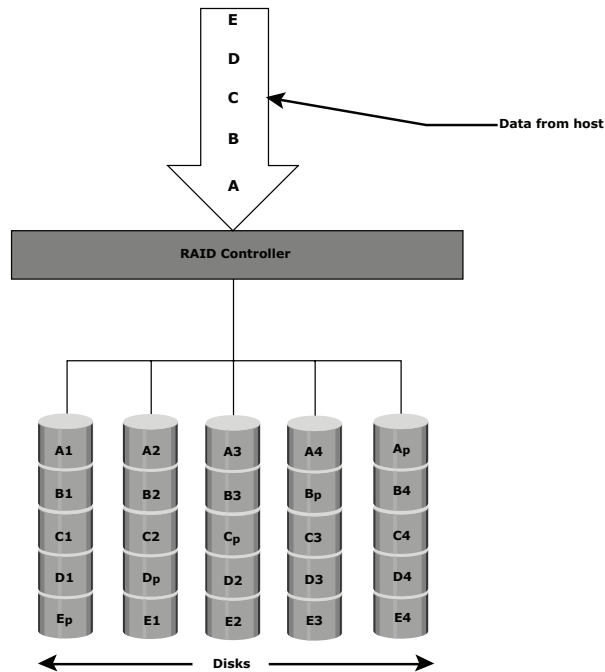 E
D
C
B
A
Data from host
RAID Controller
A1 A2 A3 A4 Ap
B1 B2 B3 Bp B4
C1 C2 Cp C3 C4
D1 Dp D2 D3 D4
Ep E1 E2 E3 E4
Disks